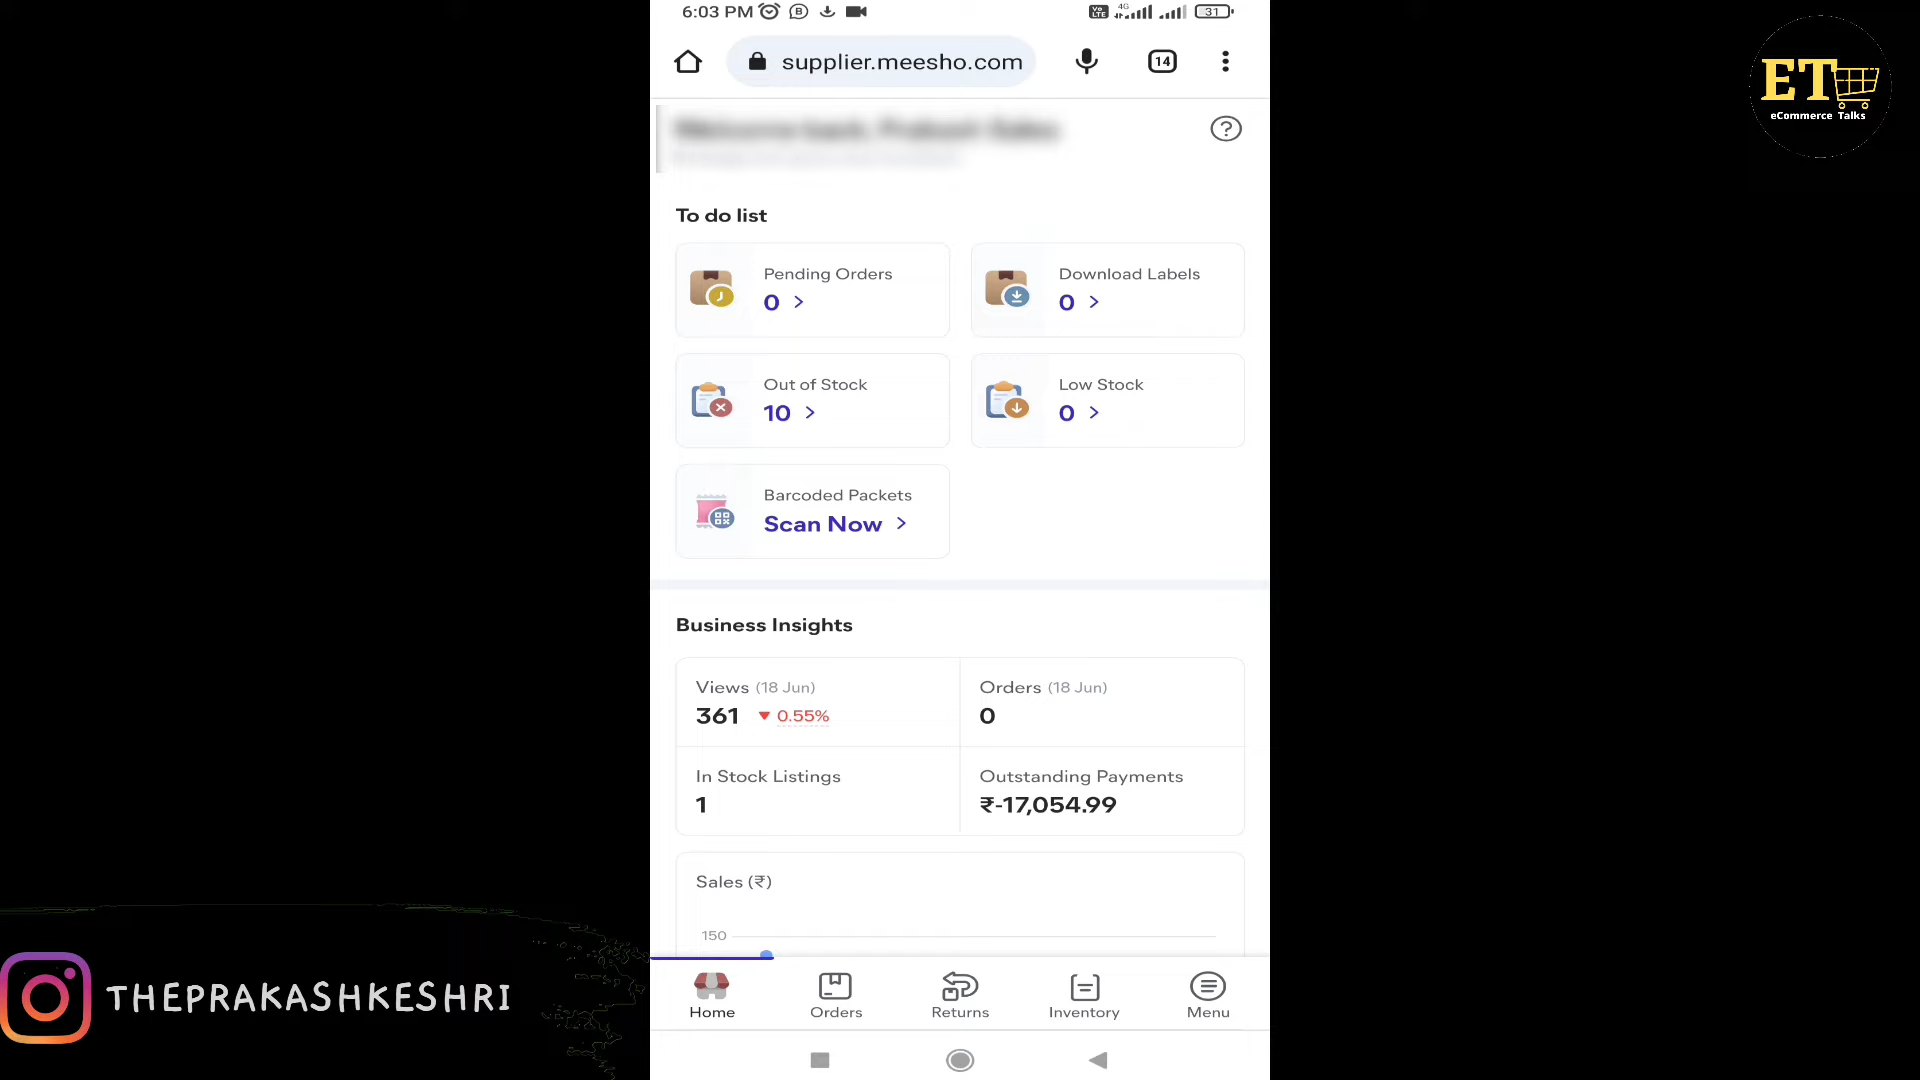 6:03 PM
VoLTE 4G 31
supplier.meesho.com
14
ET
eCommerce Talks
To do list
Pending Orders
0
Download Labels
0
Out of Stock
10
Low Stock
0
Barcoded Packets
Scan Now
Business Insights
Views (18 Jun)
361 ▼ 0.55%
Orders (18 Jun)
0
In Stock Listings
1
Outstanding Payments
₹-17,054.99
Sales (₹)
150
Home
Orders
Returns
Inventory
Menu
THEPRAKASHKESHRI